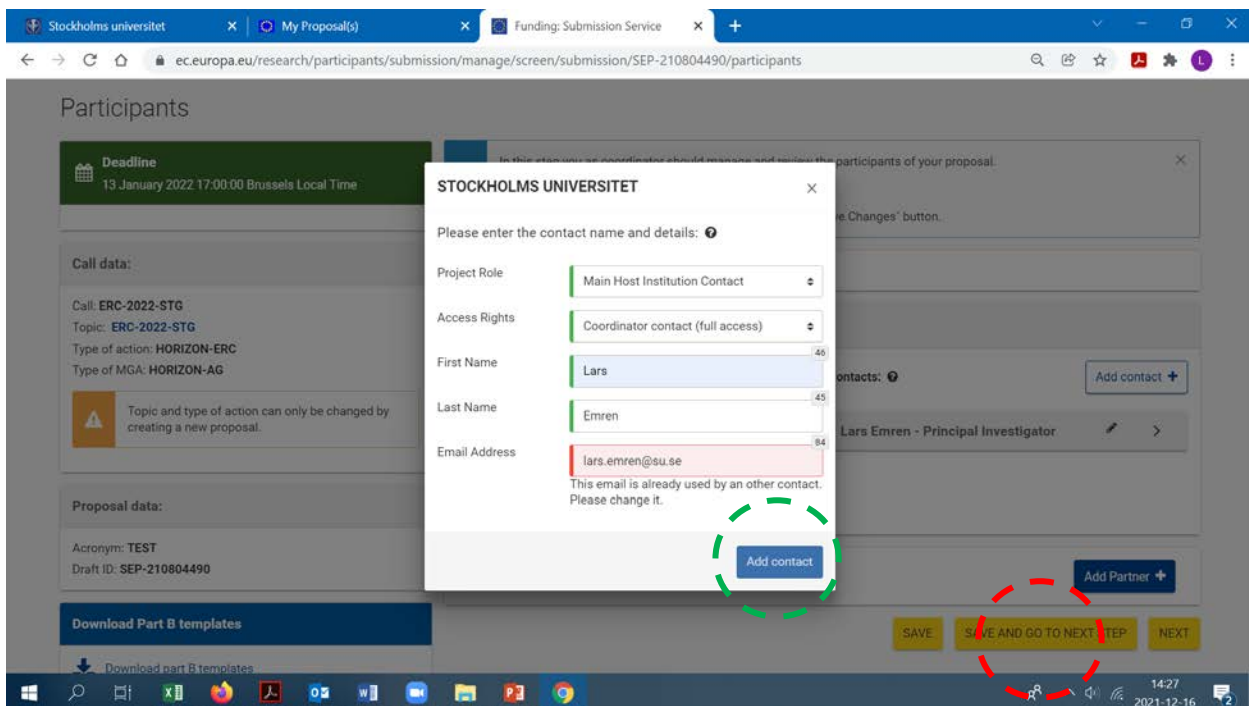 Stockholms universitet
My Proposal(s)
Funding: Submission Service
ec.europa.eu/research/participants/submission/manage/screen/submission/SEP-210804490/participants
L
Participants
Deadline
13 January 2022 17:00:00 Brussels Local Time
In this step you as coordinator should manage and review the participants of your proposal.
Changes' button.
Call data:
Call: ERC-2022-STG
Topic: ERC-2022-STG
Type of action: HORIZON-ERC
Type of MGA: HORIZON-AG
Topic and type of action can only be changed by
creating a new proposal.
Proposal data:
Acronym: TEST
Draft ID: SEP-210804490
Download Part B templates
Download part B templates
STOCKHOLMS UNIVERSITET
Please enter the contact name and details:
Project Role
Main Host Institution Contact
Access Rights
Coordinator contact (full access)
First Name
46
Lars
Last Name
45
Emren
Email Address
84
lars.emren@su.se
This email is already used by an other contact.
Please change it.
Add contact
ontacts:
Add contact +
Lars Emren - Principal Investigator
Add Partner +
SAVE
SAVE AND GO TO NEXT STEP
NEXT
14:27
2021-12-16
2